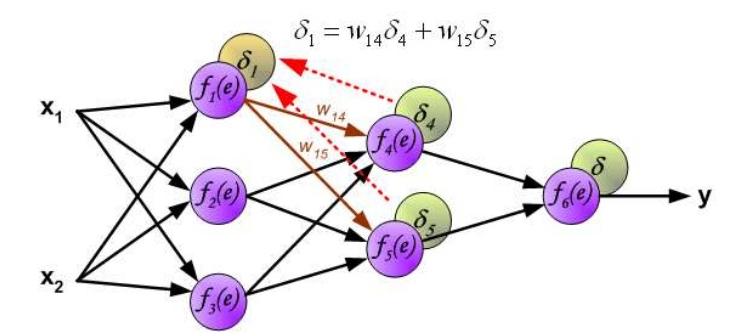 δ₁ = w₁₄δ₄ + w₁₅δ₅
δ₁
f₁(e)
x₁
w₁₄
δ₄
f₄(e)
w₁₅
δ
f₂(e)
f₆(e)
y
δ₅
f₅(e)
x₂
f₃(e)